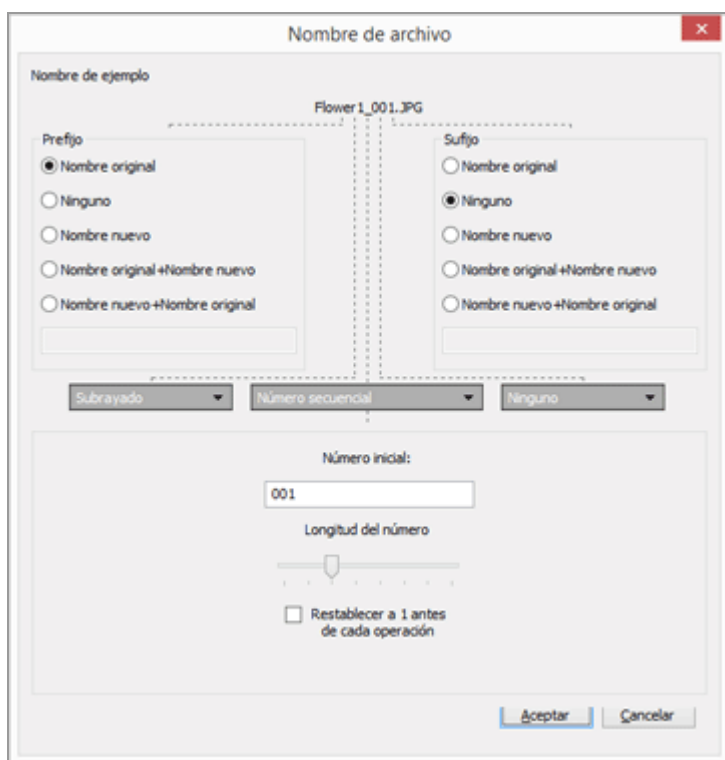 Nombre de archivo
Nombre de ejemplo
Flower1_001.JPG
Prefijo
Nombre original
Ninguno
Nombre nuevo
Nombre original+Nombre nuevo
Nombre nuevo+Nombre original
Sufijo
Nombre original
Ninguno
Nombre nuevo
Nombre original+Nombre nuevo
Nombre nuevo+Nombre original
Subrayado
Número secuencial
Ninguno
Número inicial:
001
Longitud del número
Restablecer a 1 antes
de cada operación
Aceptar
Cancelar